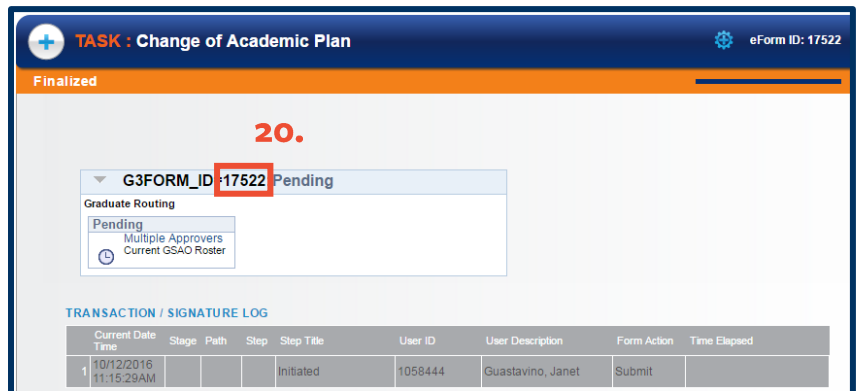 TASK : Change of Academic Plan
eForm ID: 17522
Finalized
20.
G3FORM_ID=17522 Pending
Graduate Routing
Pending
Multiple Approvers
Current GSAO Roster
TRANSACTION / SIGNATURE LOG
Current Date Time Stage Path Step Step Title User ID User Description Form Action Time Elapsed
1 10/12/2016 11:15:29AM Initiated 1058444 Guastavino, Janet Submit